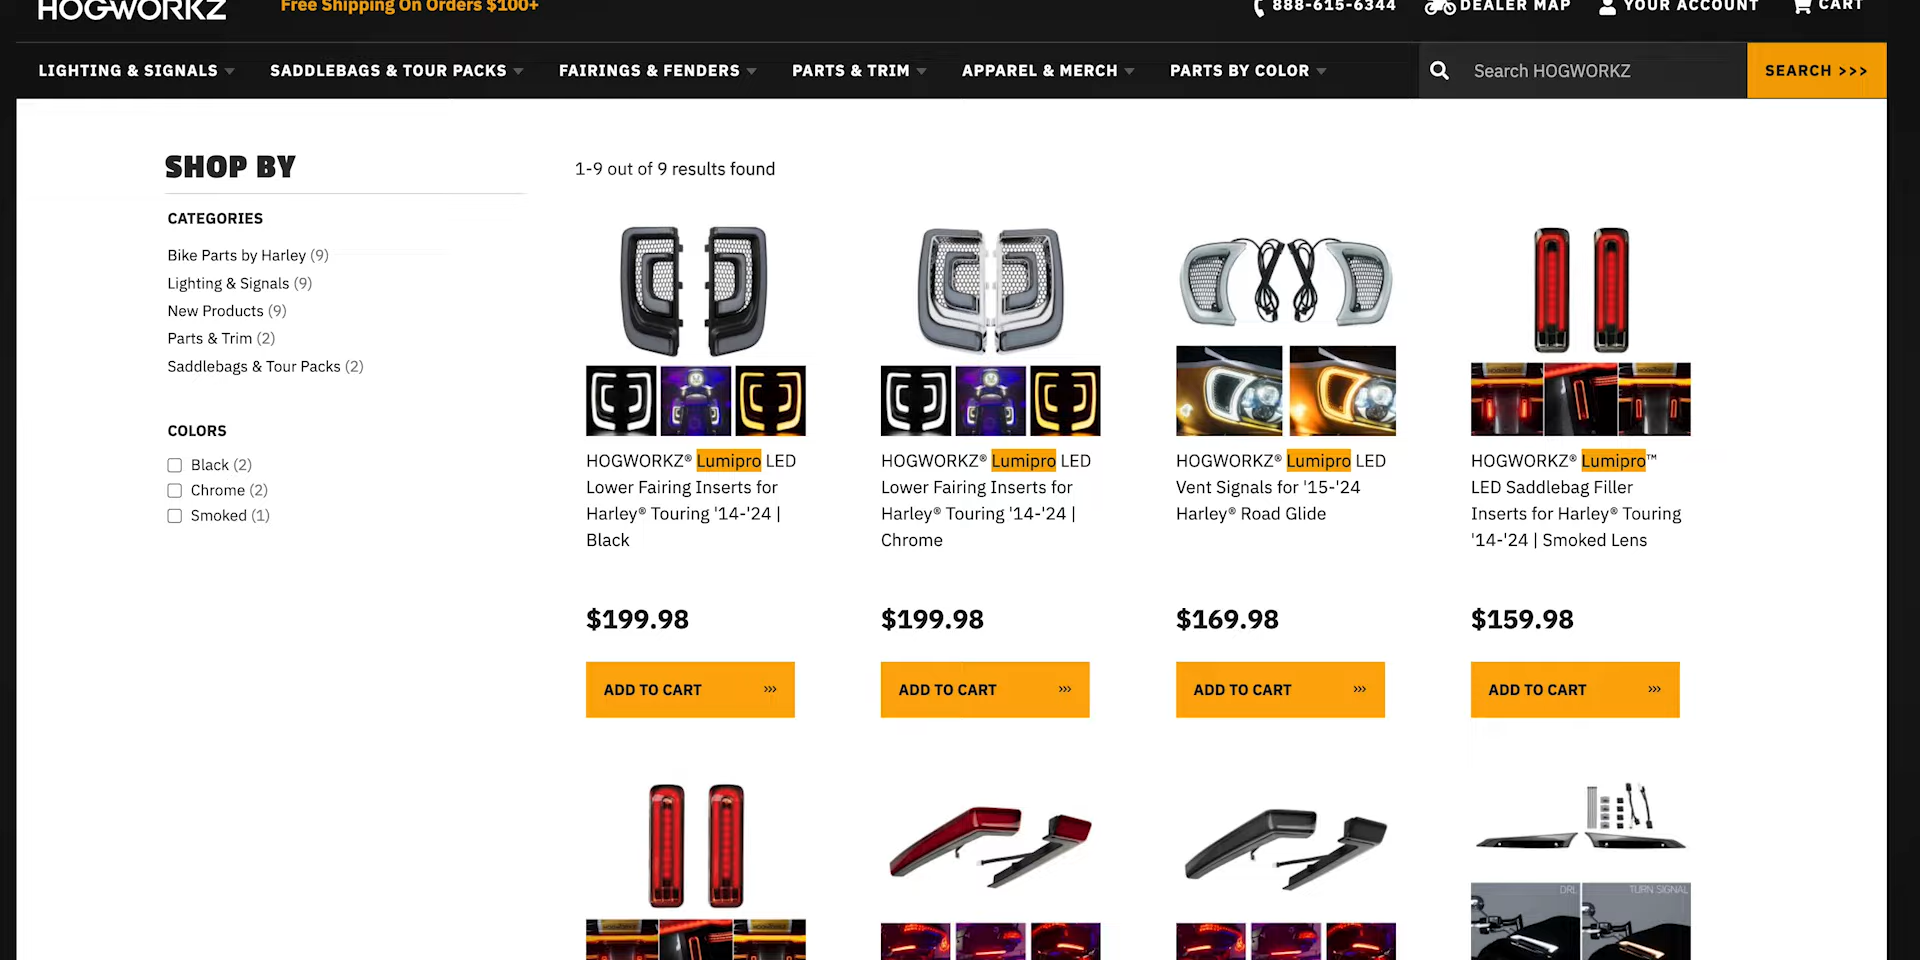 HOGWORKZ
Free Shipping On Orders $100+
888-615-6344
DEALER MAP
YOUR ACCOUNT
CART
LIGHTING & SIGNALS
SADDLEBAGS & TOUR PACKS
FAIRINGS & FENDERS
PARTS & TRIM
APPAREL & MERCH
PARTS BY COLOR
Search HOGWORKZ
SEARCH >>>
SHOP BY
CATEGORIES
Bike Parts by Harley (9)
Lighting & Signals (9)
New Products (9)
Parts & Trim (2)
Saddlebags & Tour Packs (2)
COLORS
Black (2)
Chrome (2)
Smoked (1)
1-9 out of 9 results found
HOGWORKZ® Lumipro LED
Lower Fairing Inserts for
Harley® Touring '14-'24 |
Black
$199.98
ADD TO CART >>>
HOGWORKZ® Lumipro LED
Lower Fairing Inserts for
Harley® Touring '14-'24 |
Chrome
$199.98
ADD TO CART >>>
HOGWORKZ® Lumipro LED
Vent Signals for '15-'24
Harley® Road Glide
$169.98
ADD TO CART >>>
HOGWORKZ® Lumipro™
LED Saddlebag Filler
Inserts for Harley® Touring
'14-'24 | Smoked Lens
$159.98
ADD TO CART >>>
DRL
TURN SIGNAL